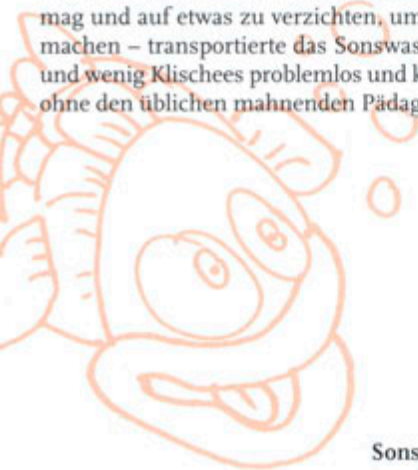 mag und auf etwas zu verzichten, um
machen – transportierte das Sonswas
und wenig Klischees problemlos und
ohne den üblichen mahnenden Pädag
Sons